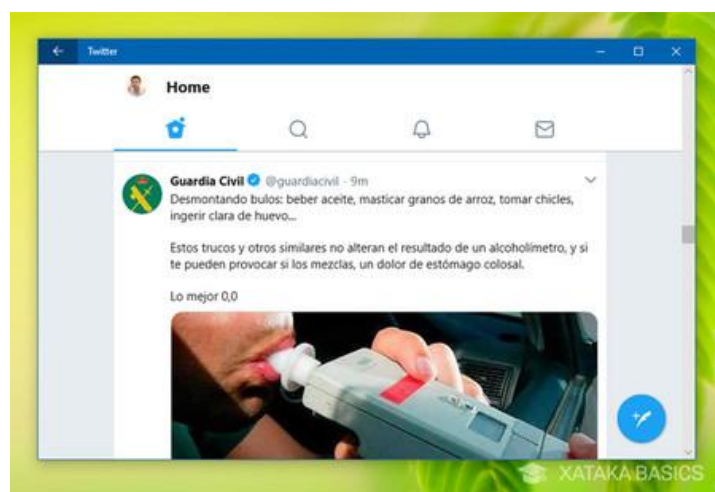 Twitter
Home
Guardia Civil @guardiacivil · 9m
Desmontando bulos: beber aceite, masticar granos de arroz, tomar chicles,
ingerir clara de huevo...
Estos trucos y otros similares no alteran el resultado de un alcoholímetro, y si
te pueden provocar si los mezclas, un dolor de estómago colosal.
Lo mejor 0,0
XATAKA BASICS